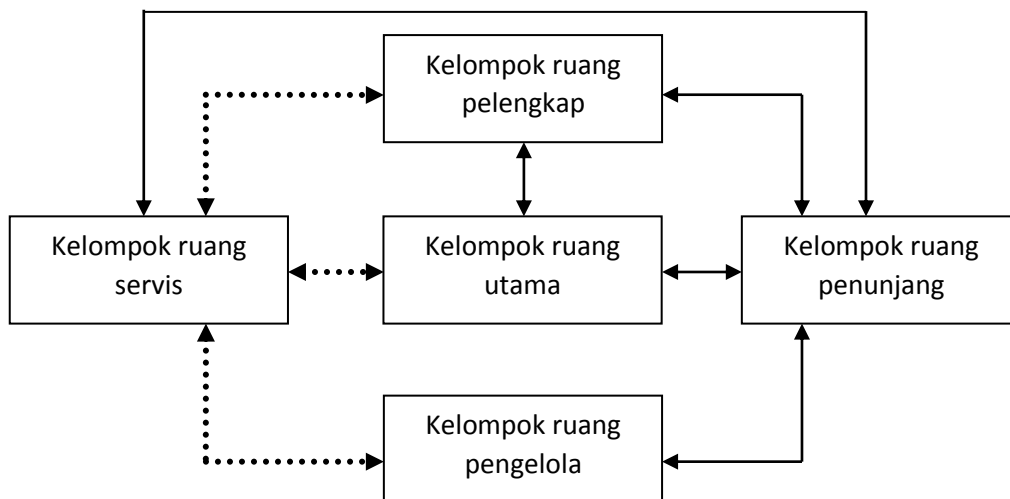 Kelompok ruang
pelengkap
Kelompok ruang
servis
Kelompok ruang
utama
Kelompok ruang
penunjang
Kelompok ruang
pengelola